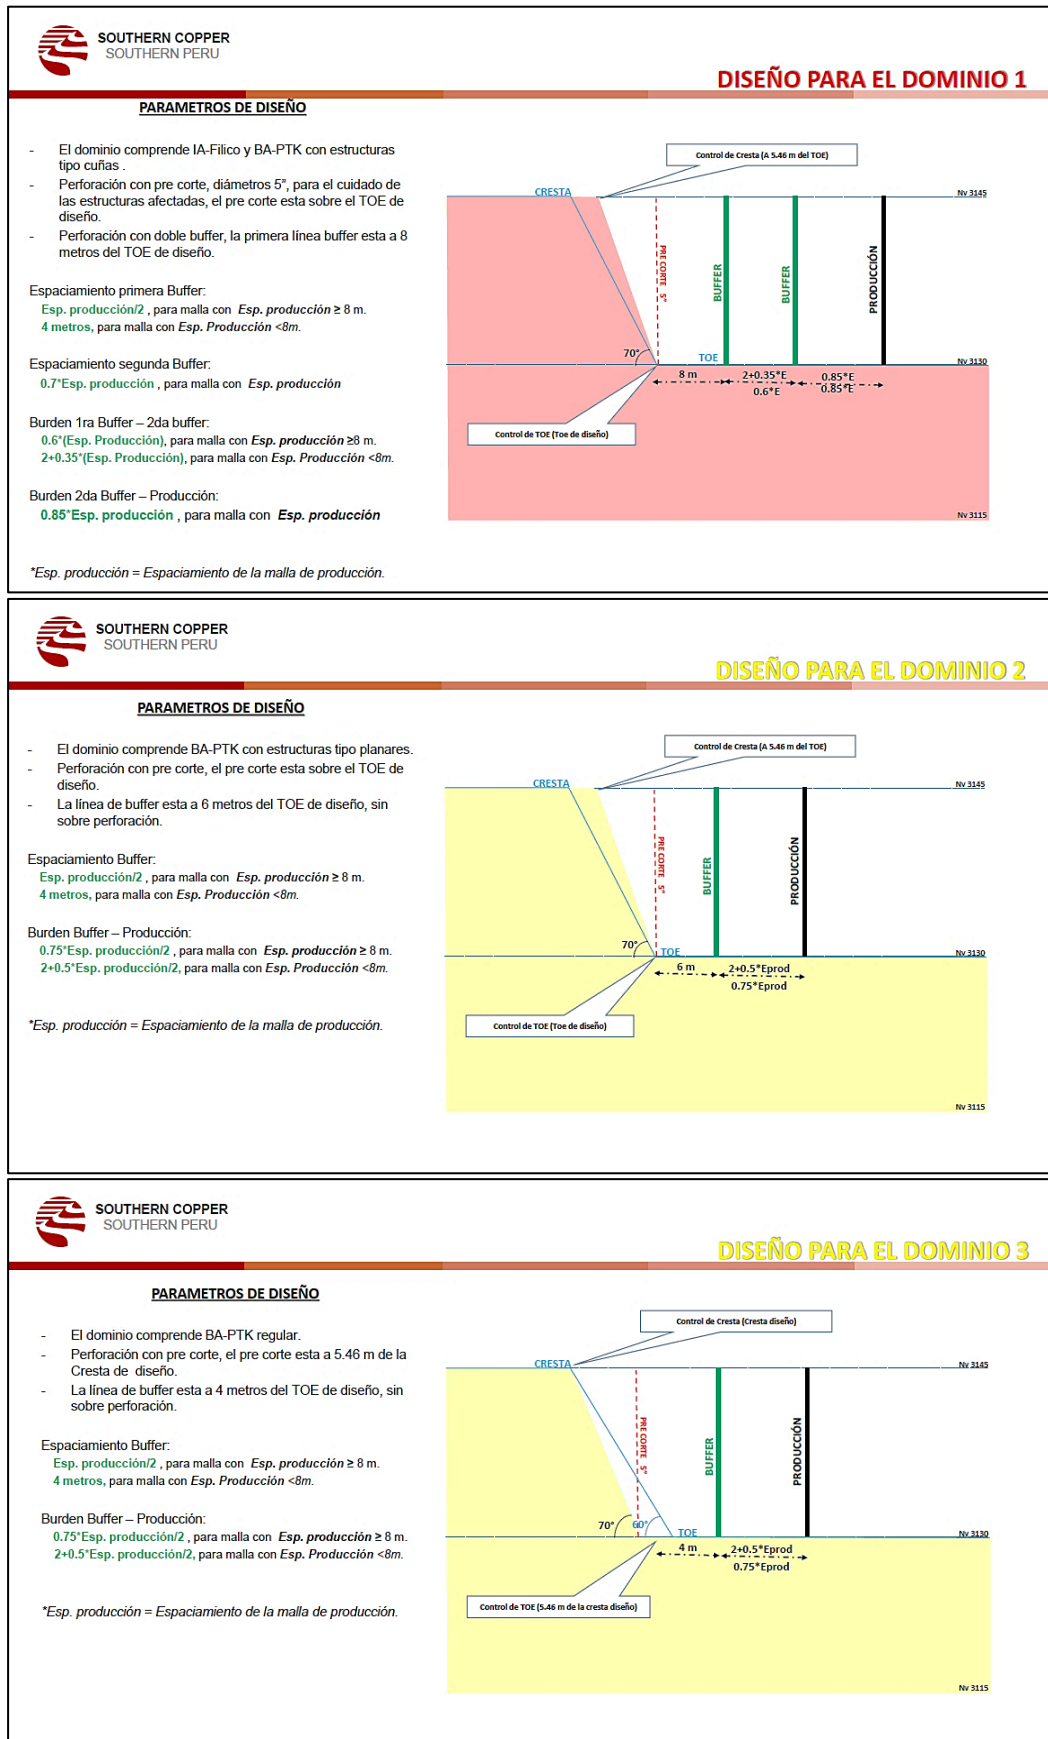 SOUTHERN COPPER
SOUTHERN PERU
DISEÑO PARA EL DOMINIO 1
PARAMETROS DE DISEÑO
- El dominio comprende IA-Filico y BA-PTK con estructuras
tipo cuñas .
- Perforación con pre corte, diámetros 5”, para el cuidado de
las estructuras afectadas, el pre corte esta sobre el TOE de
diseño.
- Perforación con doble buffer, la primera línea buffer esta a 8
metros del TOE de diseño.
Espaciamiento primera Buffer:
Esp. producción/2 , para malla con Esp. producción ≥ 8 m.
4 metros, para malla con Esp. Producción <8m.
Espaciamiento segunda Buffer:
0.7*Esp. producción , para malla con Esp. producción
Burden 1ra Buffer – 2da buffer:
0.6*(Esp. Producción), para malla con Esp. producción ≥8 m.
2+0.35*(Esp. Producción), para malla con Esp. Producción <8m.
Burden 2da Buffer – Producción:
0.85*Esp. producción , para malla con Esp. producción
*Esp. producción = Espaciamiento de la malla de producción.
Control de Cresta (A 5.46 m del TOE)
CRESTA
Nv 3145
PRE CORTE 5”
BUFFER
BUFFER
PRODUCCIÓN
70°
TOE
Nv 3130
8 m
2+0.35*E
0.6*E
0.85*E
0.85*E
Control de TOE (Toe de diseño)
Nv 3115
SOUTHERN COPPER
SOUTHERN PERU
DISEÑO PARA EL DOMINIO 2
PARAMETROS DE DISEÑO
- El dominio comprende BA-PTK con estructuras tipo planares.
- Perforación con pre corte, el pre corte esta sobre el TOE de
diseño.
- La línea de buffer esta a 6 metros del TOE de diseño, sin
sobre perforación.
Espaciamiento Buffer:
Esp. producción/2 , para malla con Esp. producción ≥ 8 m.
4 metros, para malla con Esp. Producción <8m.
Burden Buffer – Producción:
0.75*Esp. producción/2 , para malla con Esp. producción ≥ 8 m.
2+0.5*Esp. producción/2, para malla con Esp. Producción <8m.
*Esp. producción = Espaciamiento de la malla de producción.
Control de Cresta (A 5.46 m del TOE)
CRESTA
Nv 3145
PRE CORTE 5”
BUFFER
PRODUCCIÓN
70°
TOE
Nv 3130
6 m
2+0.5*Eprod
0.75*Eprod
Control de TOE (Toe de diseño)
Nv 3115
SOUTHERN COPPER
SOUTHERN PERU
DISEÑO PARA EL DOMINIO 3
PARAMETROS DE DISEÑO
- El dominio comprende BA-PTK regular.
- Perforación con pre corte, el pre corte esta a 5.46 m de la
Cresta de diseño.
- La línea de buffer esta a 4 metros del TOE de diseño, sin
sobre perforación.
Espaciamiento Buffer:
Esp. producción/2 , para malla con Esp. producción ≥ 8 m.
4 metros, para malla con Esp. Producción <8m.
Burden Buffer – Producción:
0.75*Esp. producción/2 , para malla con Esp. producción ≥ 8 m.
2+0.5*Esp. producción/2, para malla con Esp. Producción <8m.
*Esp. producción = Espaciamiento de la malla de producción.
Control de Cresta (Cresta diseño)
CRESTA
Nv 3145
PRE CORTE 5”
BUFFER
PRODUCCIÓN
70°
60°
TOE
Nv 3130
4 m
2+0.5*Eprod
0.75*Eprod
Control de TOE (5.46 m de la cresta diseño)
Nv 3115